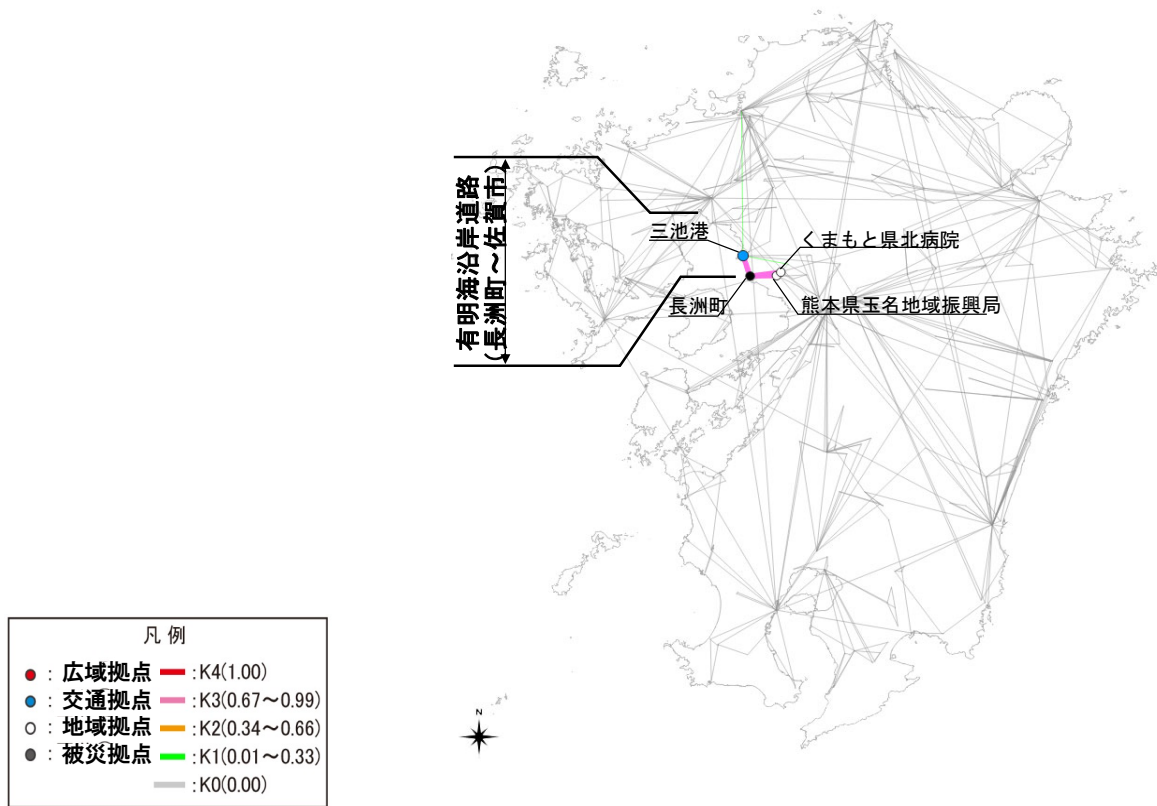 有明海沿岸道路
(長洲町～佐賀市)
三池港
くまもと県北病院
長洲町
熊本県玉名地域振興局
凡例
：広域拠点
：K4(1.00)
：交通拠点
：K3(0.67～0.99)
：地域拠点
：K2(0.34～0.66)
：被災拠点
：K1(0.01～0.33)
：K0(0.00)
N